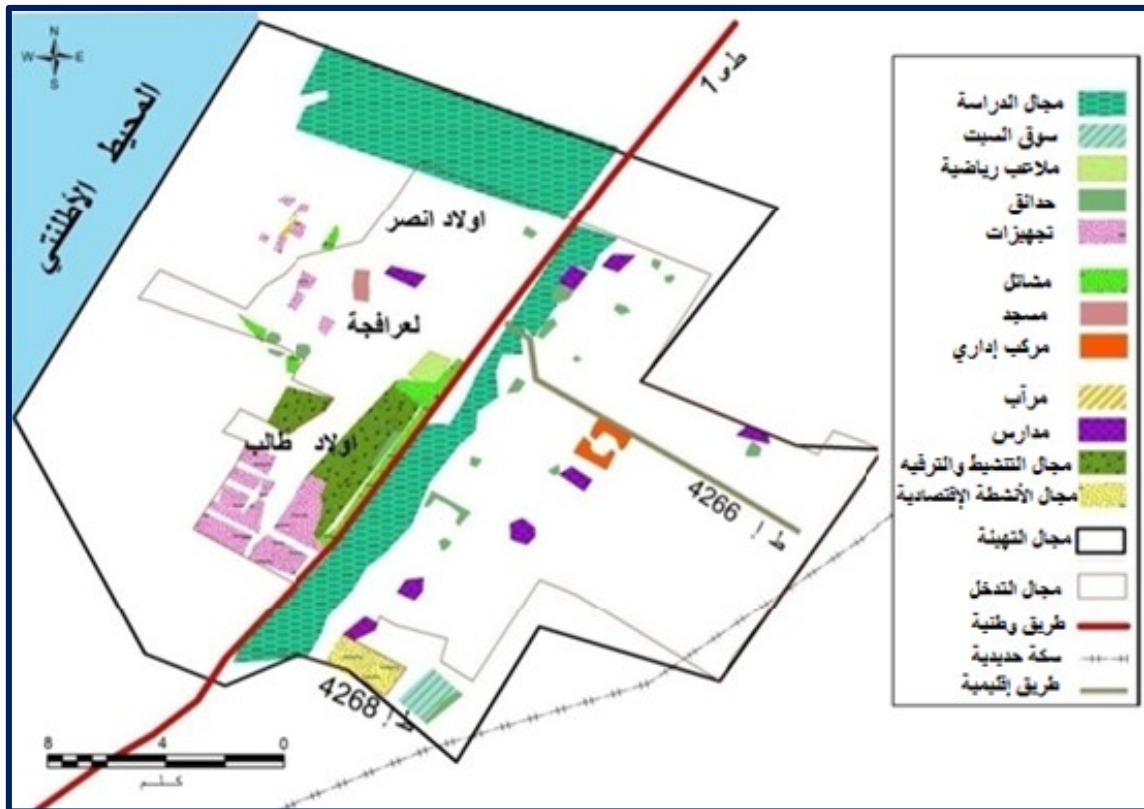 N
W E
S
المحيط الأطلنتي
ط و 1
اولاد انصر
لعرافجة
اولاد طالب
ط إ 4266
ط إ 4268
8 4 0
كلم
مجال الدراسة
سوق السبت
ملاعب رياضية
حدائق
تجهيزات
مشاتل
مسجد
مركب إداري
مرآب
مدارس
مجال التنشيط والترفيه
مجال الأنشطة الإقتصادية
مجال التهيئة
مجال التدخل
طريق وطنية
سكة حديدية
طريق إقليمية